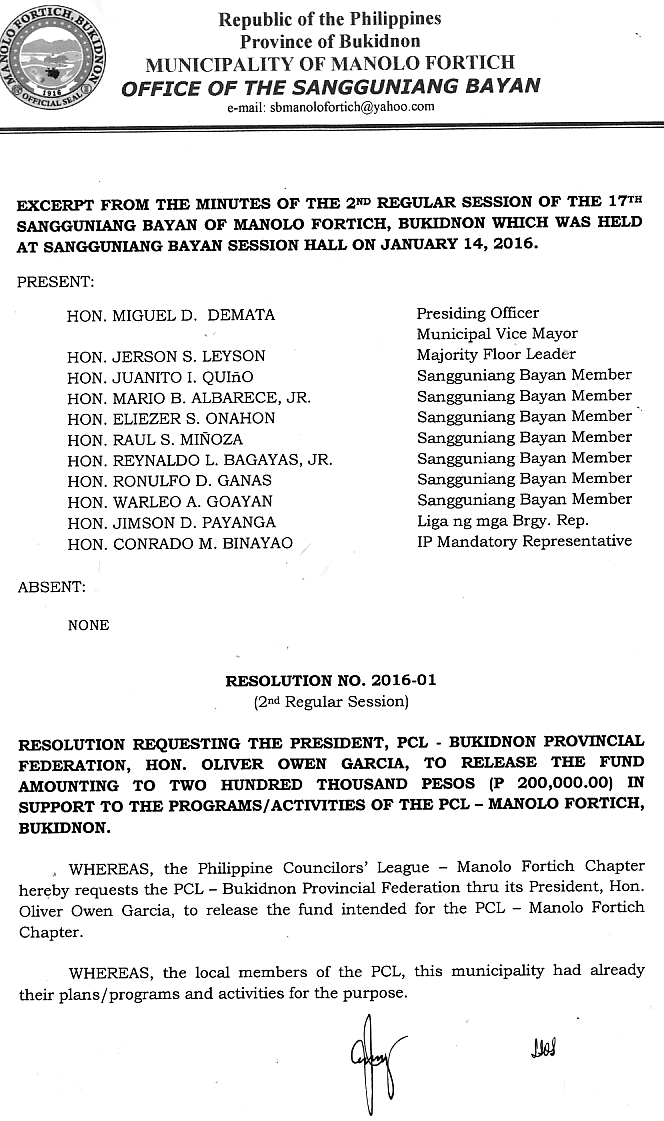 MANOLO FORTICH, BUKIDNON
1916
OFFICIAL SEAL
Republic of the Philippines
Province of Bukidnon
MUNICIPALITY OF MANOLO FORTICH
OFFICE OF THE SANGGUNIANG BAYAN
e-mail: sbmanolofortich@yahoo.com
EXCERPT FROM THE MINUTES OF THE 2ND REGULAR SESSION OF THE 17TH
SANGGUNIANG BAYAN OF MANOLO FORTICH, BUKIDNON WHICH WAS HELD
AT SANGGUNIANG BAYAN SESSION HALL ON JANUARY 14, 2016.
PRESENT:
HON. MIGUEL D. DEMATA Presiding Officer
Municipal Vice Mayor
HON. JERSON S. LEYSON Majority Floor Leader
HON. JUANITO I. QUIñO Sangguniang Bayan Member
HON. MARIO B. ALBARECE, JR. Sangguniang Bayan Member
HON. ELIEZER S. ONAHON Sangguniang Bayan Member
HON. RAUL S. MIÑOZA Sangguniang Bayan Member
HON. REYNALDO L. BAGAYAS, JR. Sangguniang Bayan Member
HON. RONULFO D. GANAS Sangguniang Bayan Member
HON. WARLEO A. GOAYAN Sangguniang Bayan Member
HON. JIMSON D. PAYANGA Liga ng mga Brgy. Rep.
HON. CONRADO M. BINAYAO IP Mandatory Representative
ABSENT:
NONE
RESOLUTION NO. 2016-01
(2nd Regular Session)
RESOLUTION REQUESTING THE PRESIDENT, PCL - BUKIDNON PROVINCIAL
FEDERATION, HON. OLIVER OWEN GARCIA, TO RELEASE THE FUND
AMOUNTING TO TWO HUNDRED THOUSAND PESOS (P 200,000.00) IN
SUPPORT TO THE PROGRAMS/ACTIVITIES OF THE PCL – MANOLO FORTICH,
BUKIDNON.
WHEREAS, the Philippine Councilors' League – Manolo Fortich Chapter
hereby requests the PCL – Bukidnon Provincial Federation thru its President, Hon.
Oliver Owen Garcia, to release the fund intended for the PCL – Manolo Fortich
Chapter.
WHEREAS, the local members of the PCL, this municipality had already
their plans/programs and activities for the purpose.